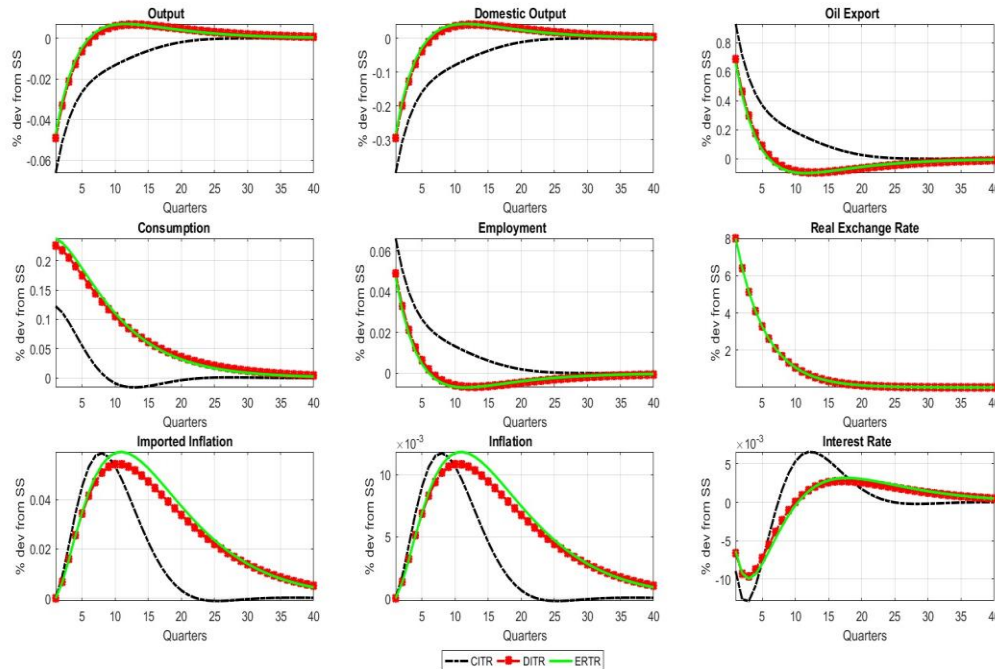 Output
Domestic Output
Oil Export
% dev from SS
0
-0.02
-0.04
-0.06
5 10 15 20 25 30 35 40
Quarters
% dev from SS
0
-0.1
-0.2
-0.3
5 10 15 20 25 30 35 40
Quarters
% dev from SS
0.8
0.6
0.4
0.2
0
5 10 15 20 25 30 35 40
Quarters
Consumption
Employment
Real Exchange Rate
% dev from SS
0.2
0.15
0.1
0.05
0
5 10 15 20 25 30 35 40
Quarters
% dev from SS
0.06
0.04
0.02
0
5 10 15 20 25 30 35 40
Quarters
% dev from SS
8
6
4
2
5 10 15 20 25 30 35 40
Quarters
Imported Inflation
Inflation
Interest Rate
% dev from SS
0.04
0.02
0
5 10 15 20 25 30 35 40
Quarters
×10⁻³
% dev from SS
10
5
0
5 10 15 20 25 30 35 40
Quarters
×10⁻³
% dev from SS
5
0
-5
-10
5 10 15 20 25 30 35 40
Quarters
CITR DITR ERTR